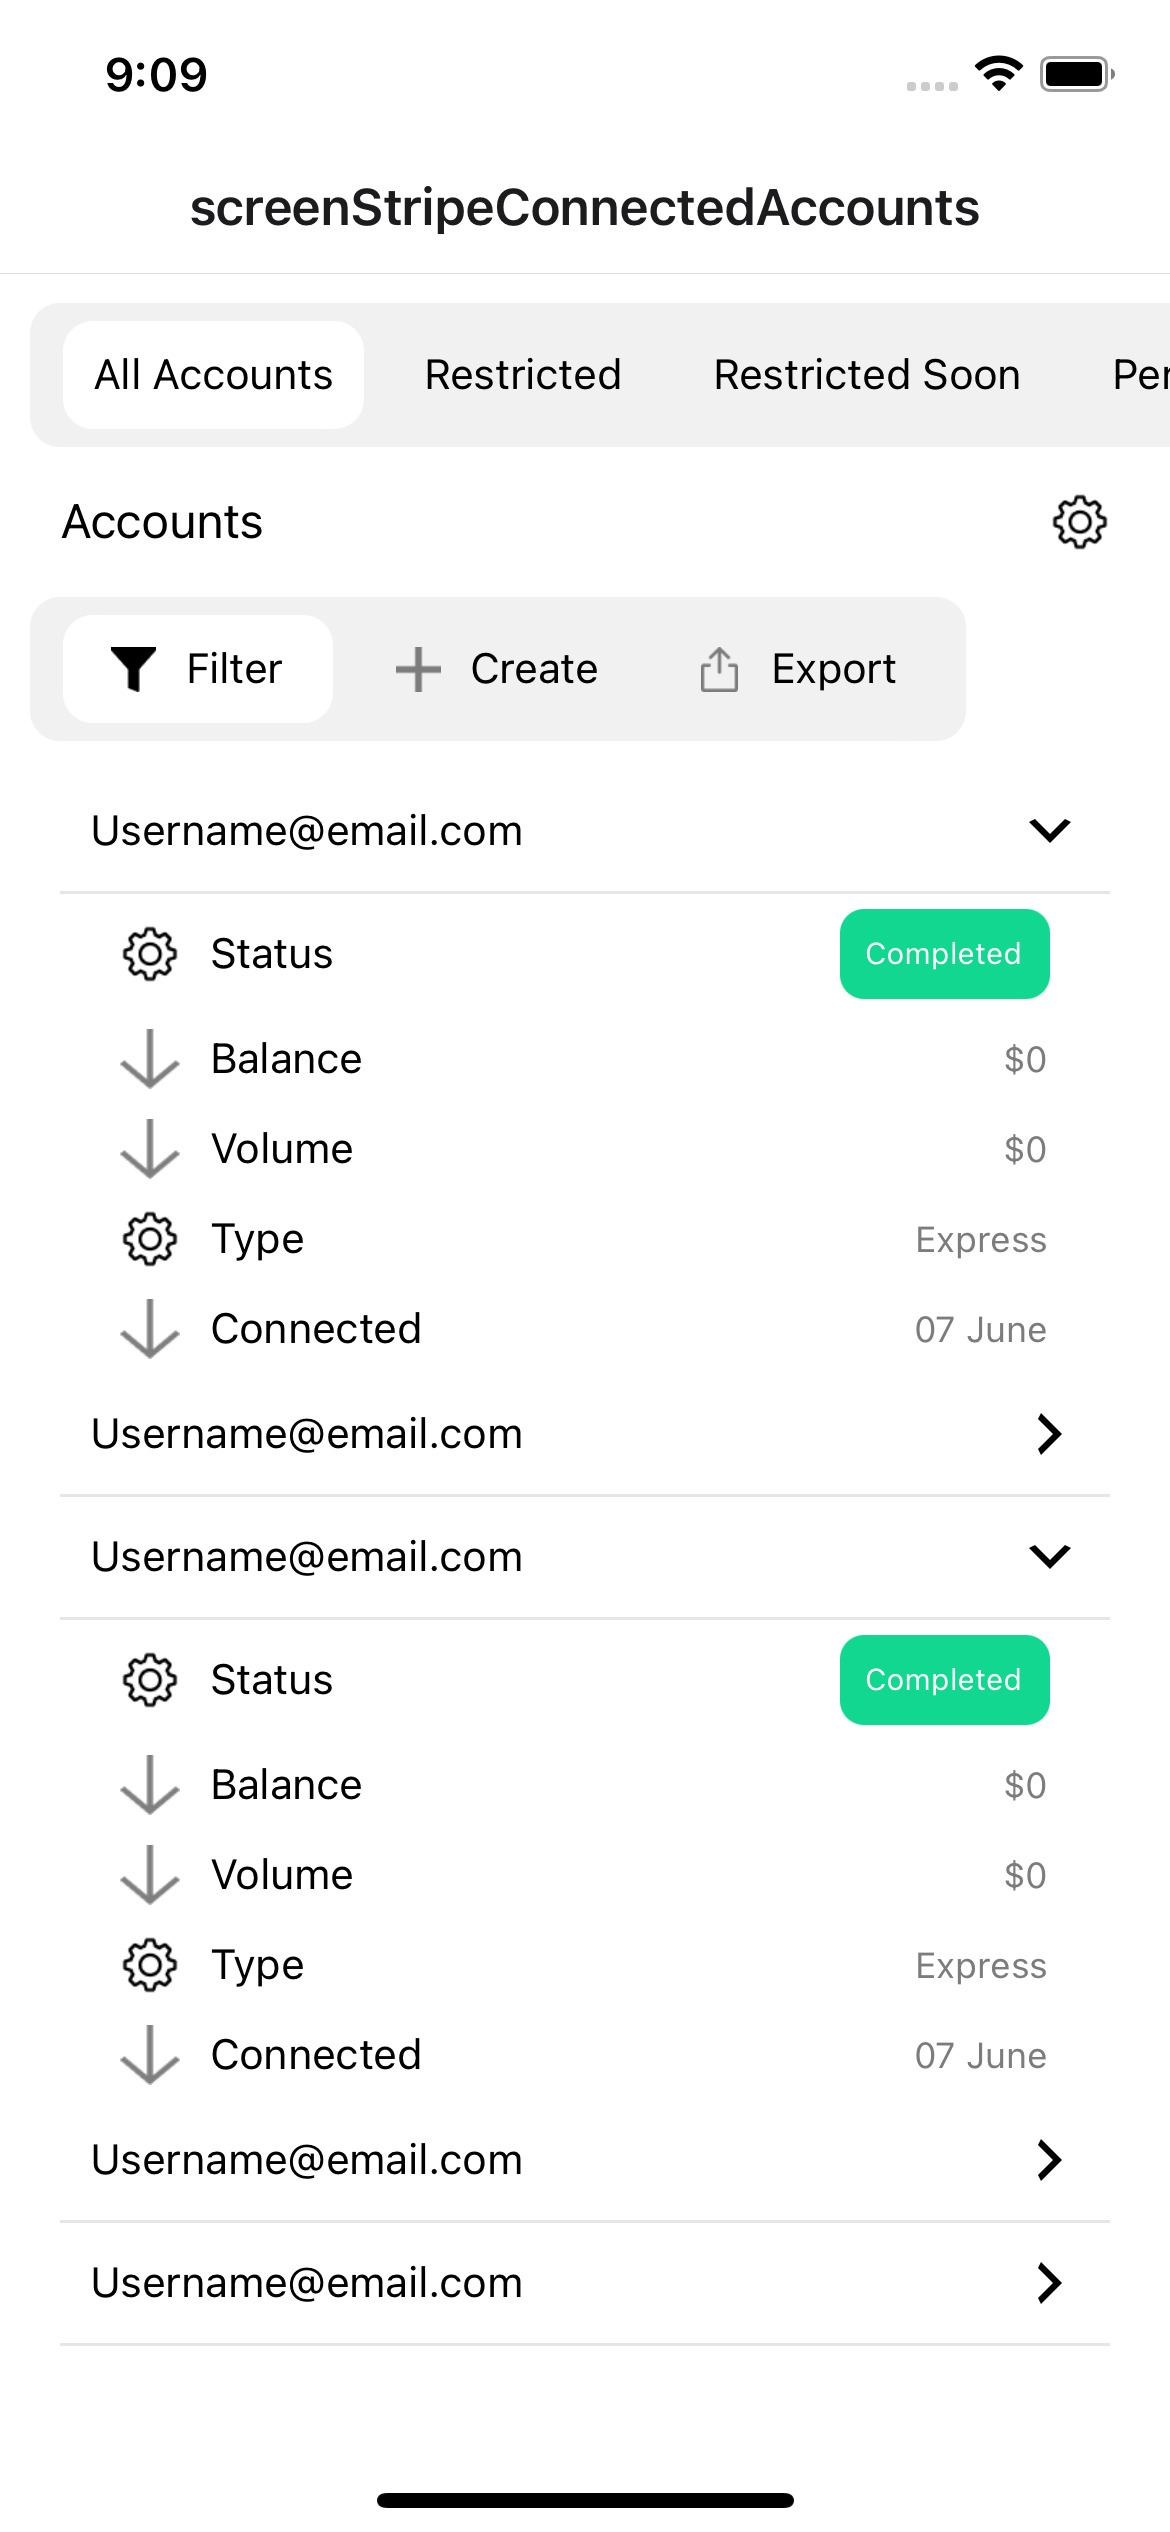 9:09
screenStripeConnectedAccounts
All Accounts Restricted Restricted Soon
Accounts
Filter Create Export
Username@email.com
Status Completed
Balance $0
Volume $0
Type Express
Connected 07 June
Username@email.com
Username@email.com
Status Completed
Balance $0
Volume $0
Type Express
Connected 07 June
Username@email.com
Username@email.com